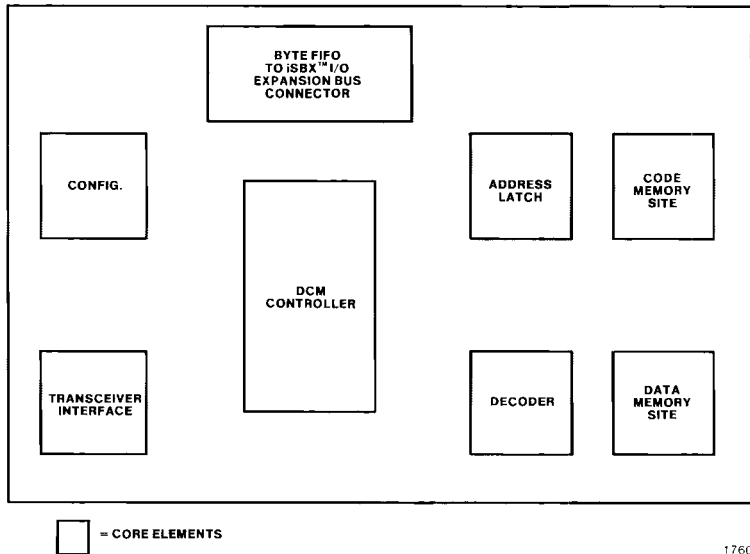 BYTE FIFO
TO iSBX™ I/O
EXPANSION BUS
CONNECTOR
CONFIG.
ADDRESS
LATCH
CODE
MEMORY
SITE
DCM
CONTROLLER
TRANSCEIVER
INTERFACE
DECODER
DATA
MEMORY
SITE
= CORE ELEMENTS
1760